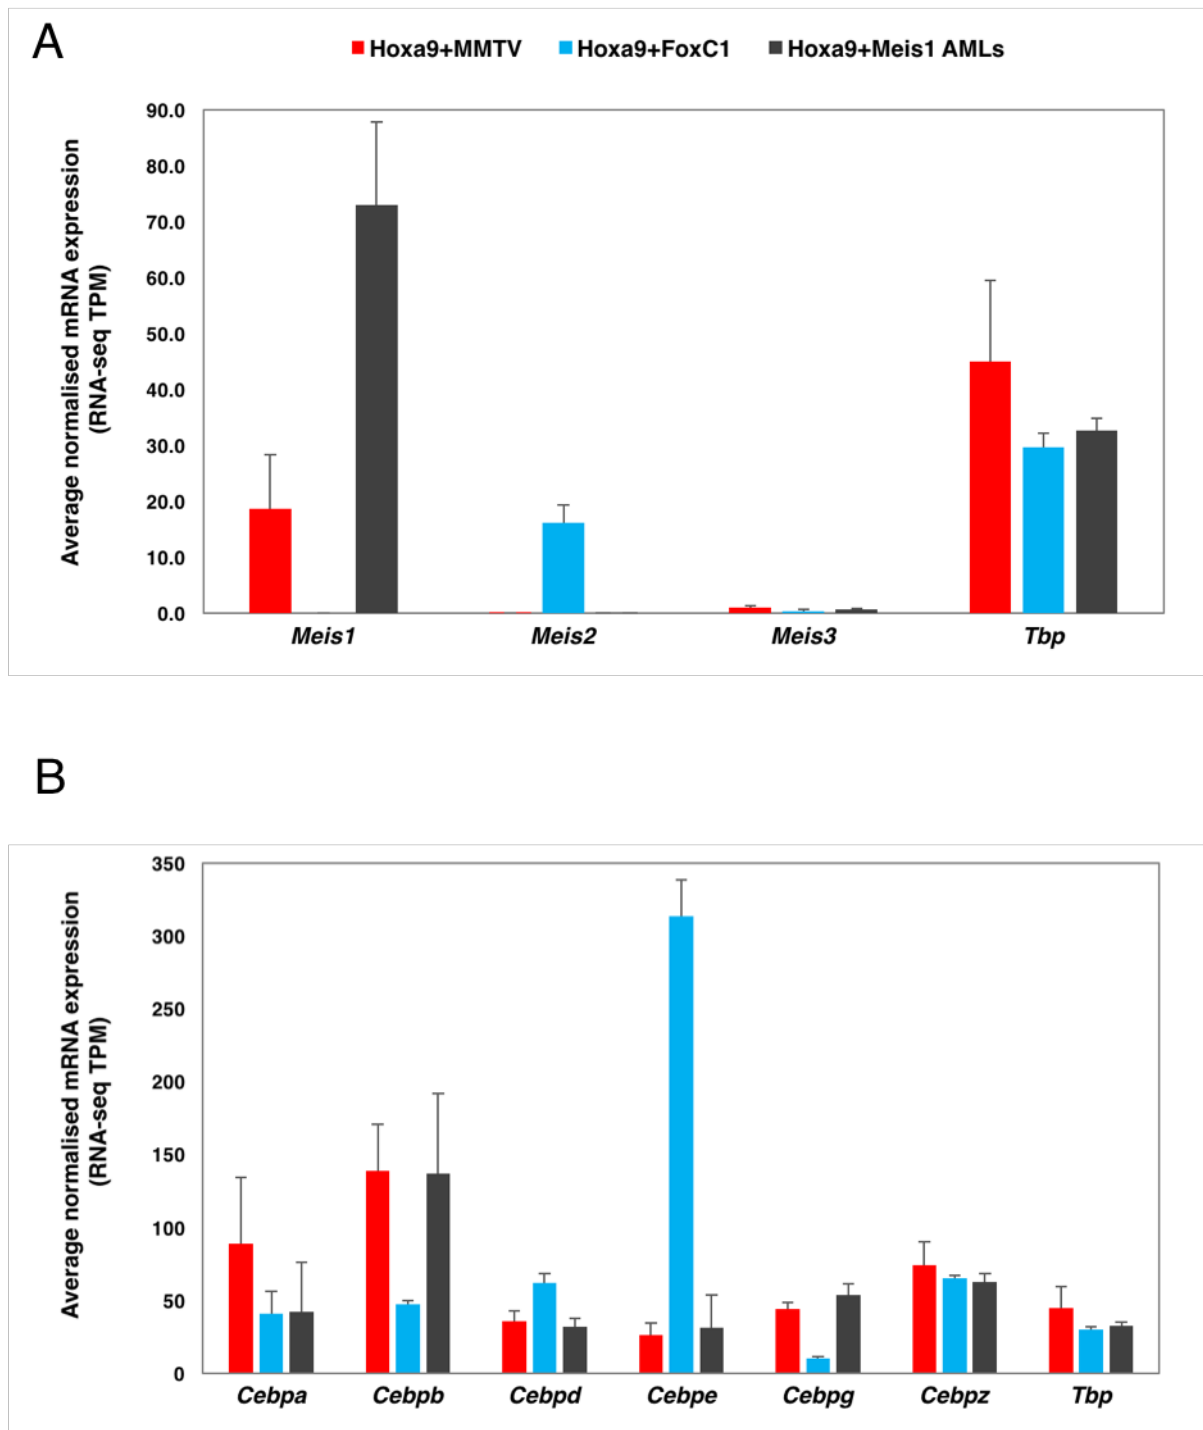 A
Hoxa9+MMTV Hoxa9+FoxC1 Hoxa9+Meis1 AMLs
Average normalised mRNA expression
(RNA-seq TPM)
90.0
80.0
70.0
60.0
50.0
40.0
30.0
20.0
10.0
0.0
Meis1 Meis2 Meis3 Tbp
B
Average normalised mRNA expression
(RNA-seq TPM)
350
300
250
200
150
100
50
0
Cebpa Cebpb Cebpd Cebpe Cebpg Cebpz Tbp